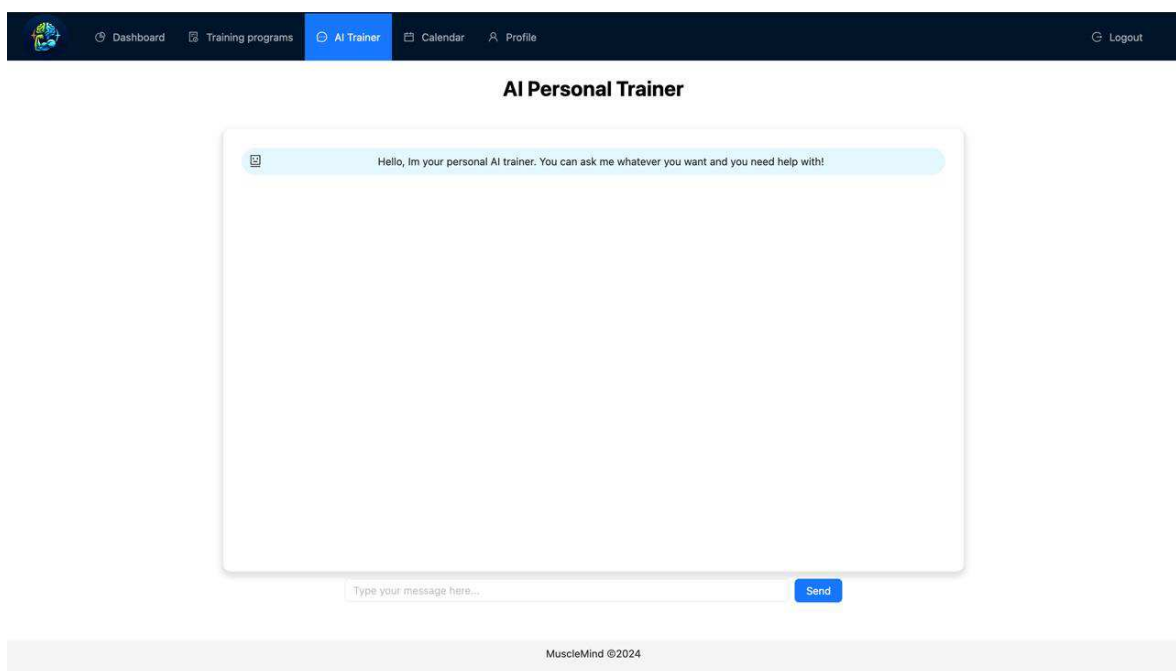 Dashboard Training programs AI Trainer Calendar Profile Logout
AI Personal Trainer
Hello, Im your personal AI trainer. You can ask me whatever you want and you need help with!
Type your message here... Send
MuscleMind ©2024